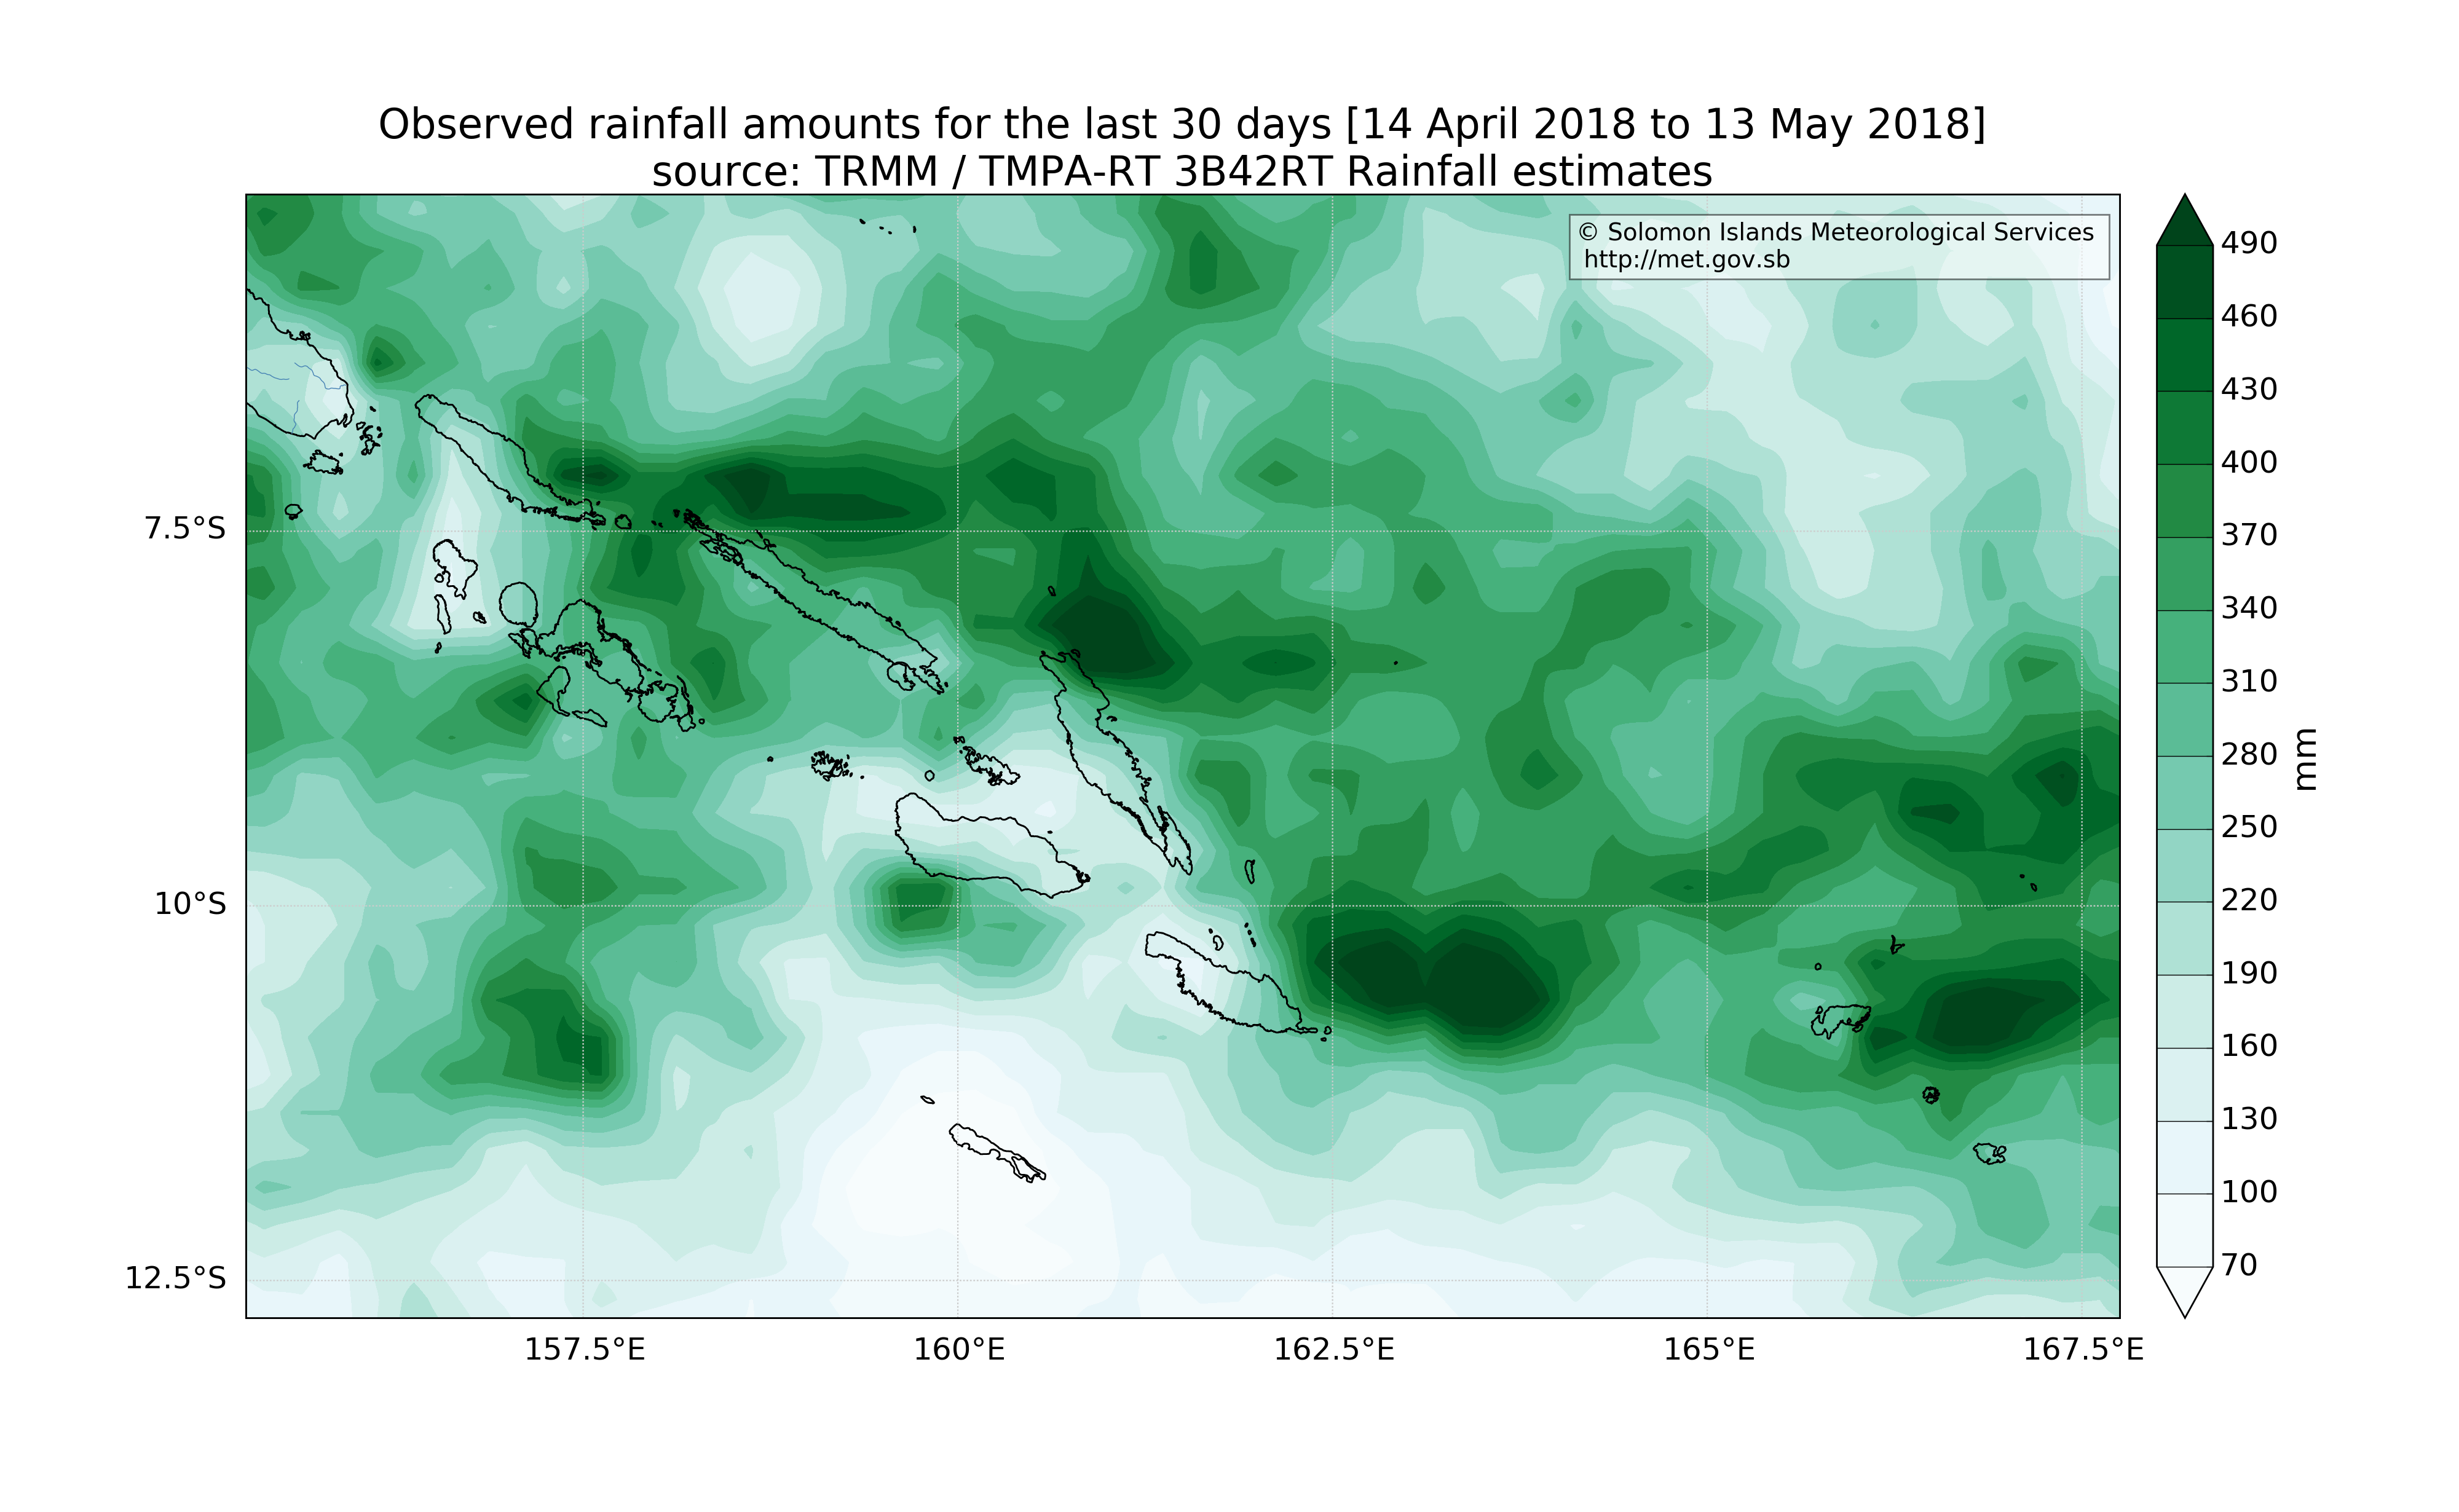 Observed rainfall amounts for the last 30 days [14 April 2018 to 13 May 2018]
source: TRMM / TMPA-RT 3B42RT Rainfall estimates
© Solomon Islands Meteorological Services
http://met.gov.sb
7.5°S
10°S
12.5°S
157.5°E
160°E
162.5°E
165°E
167.5°E
490
460
430
400
370
340
310
280
250
220
190
160
130
100
70
mm